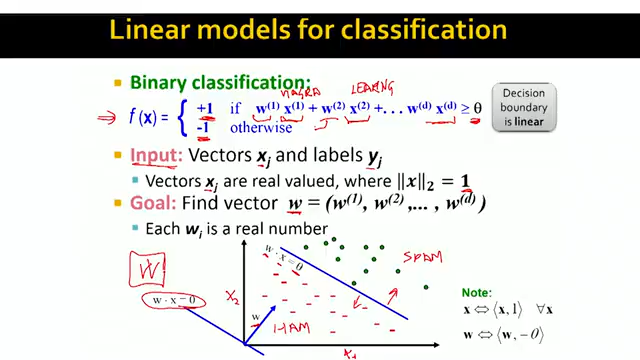 Linear models for classification
Binary classification:
VIAGRA LEARNING
f (x) = { +1 if w(1) x(1) + w(2) x(2) +. . . w(d) x(d) ≥ θ
-1 otherwise
Decision
boundary
is linear
Input: Vectors xj and labels yj
Vectors xj are real valued, where ‖x‖2 = 1
Goal: Find vector w = (w(1), w(2),... , w(d) )
Each wi is a real number
W
w · x = 0
w · x = θ
SPAM
X2
w
HAM
X1
Note:
x ⇔ ⟨x, 1⟩ ∀x
w ⇔ ⟨w, −θ⟩